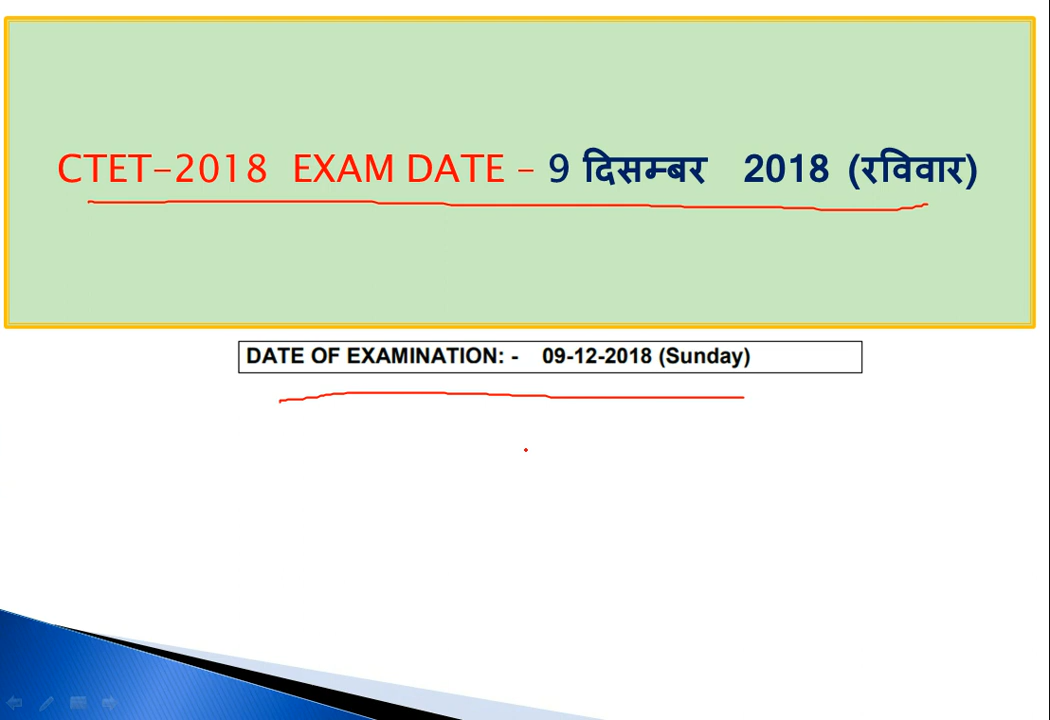 CTET-2018 EXAM DATE - 9 दिसम्बर 2018 (रविवार)
DATE OF EXAMINATION: - 09-12-2018 (Sunday)